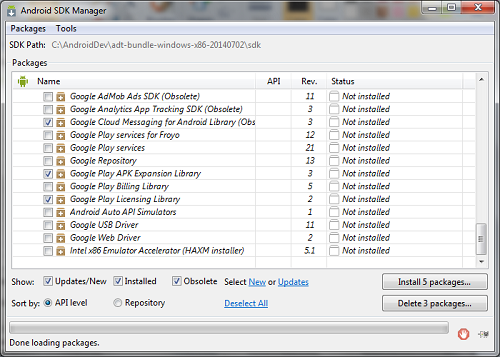 Android SDK Manager
Packages Tools
SDK Path: C:\AndroidDev\adt-bundle-windows-x86-20140702\sdk
Packages
Name API Rev. Status
Google AdMob Ads SDK (Obsolete) 11 Not installed
Google Analytics App Tracking SDK (Obsolete) 3 Not installed
Google Cloud Messaging for Android Library (Obs 3 Not installed
Google Play services for Froyo 12 Not installed
Google Play services 21 Not installed
Google Repository 13 Not installed
Google Play APK Expansion Library 3 Not installed
Google Play Billing Library 5 Not installed
Google Play Licensing Library 2 Not installed
Android Auto API Simulators 1 Not installed
Google USB Driver 11 Not installed
Google Web Driver 2 Not installed
Intel x86 Emulator Accelerator (HAXM installer) 5.1 Not installed
Show: Updates/New Installed Obsolete Select New or Updates Install 5 packages...
Sort by: API level Repository Deselect All Delete 3 packages...
Done loading packages.